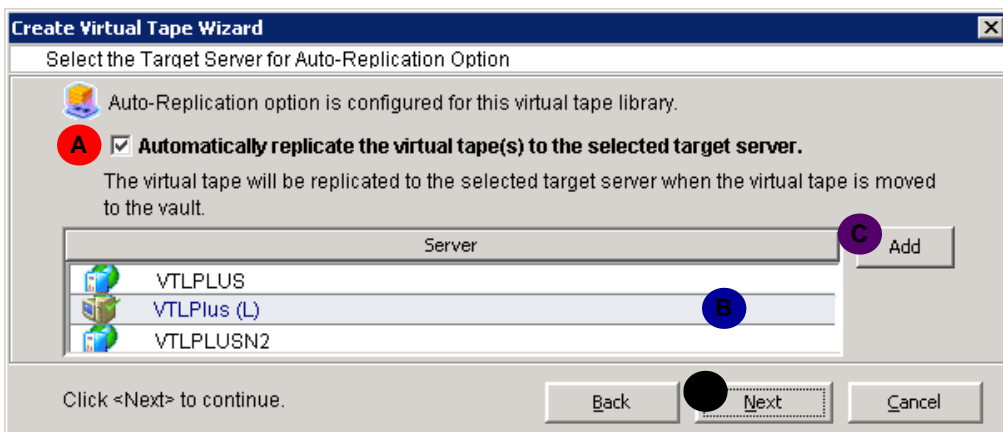 Create Virtual Tape Wizard
Select the Target Server for Auto-Replication Option
Auto-Replication option is configured for this virtual tape library.
A Automatically replicate the virtual tape(s) to the selected target server.
The virtual tape will be replicated to the selected target server when the virtual tape is moved
to the vault.
Server
C Add
VTLPLUS
VTLPlus (L) B
VTLPLUSN2
Click <Next> to continue.
Back
Next
Cancel